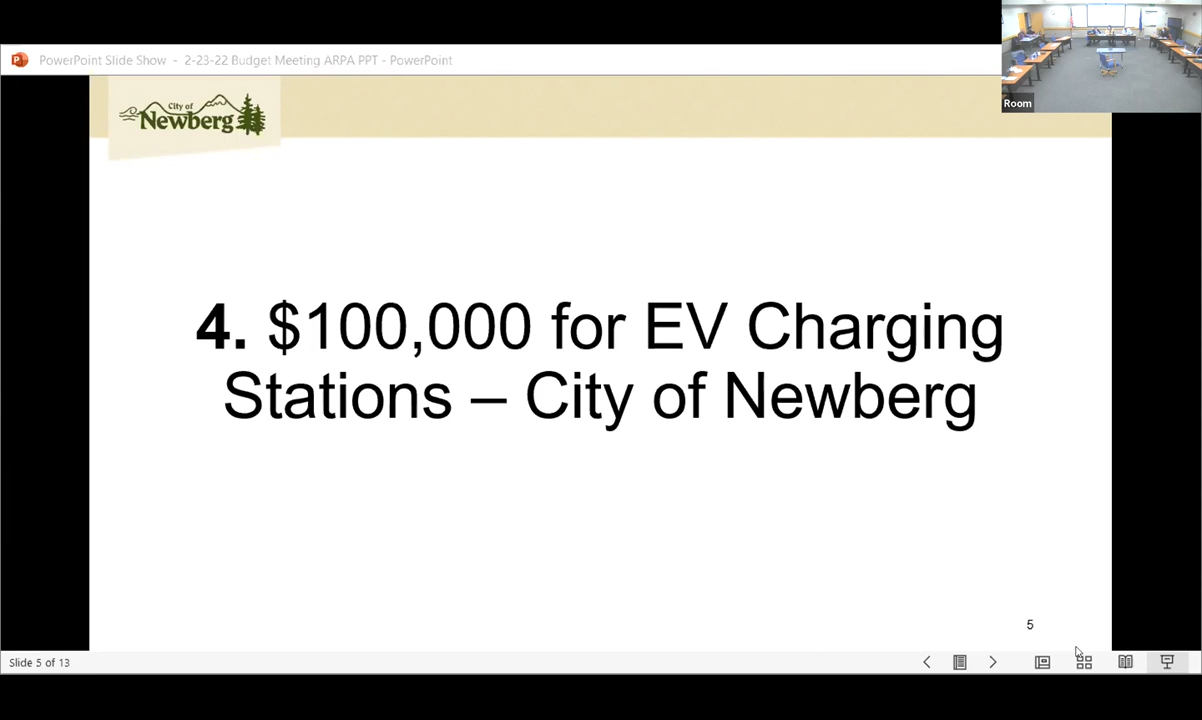 PowerPoint Slide Show - 2-23-22 Budget Meeting ARPA PPT - PowerPoint
Room
City of
Newberg
4. $100,000 for EV Charging
Stations – City of Newberg
5
Slide 5 of 13